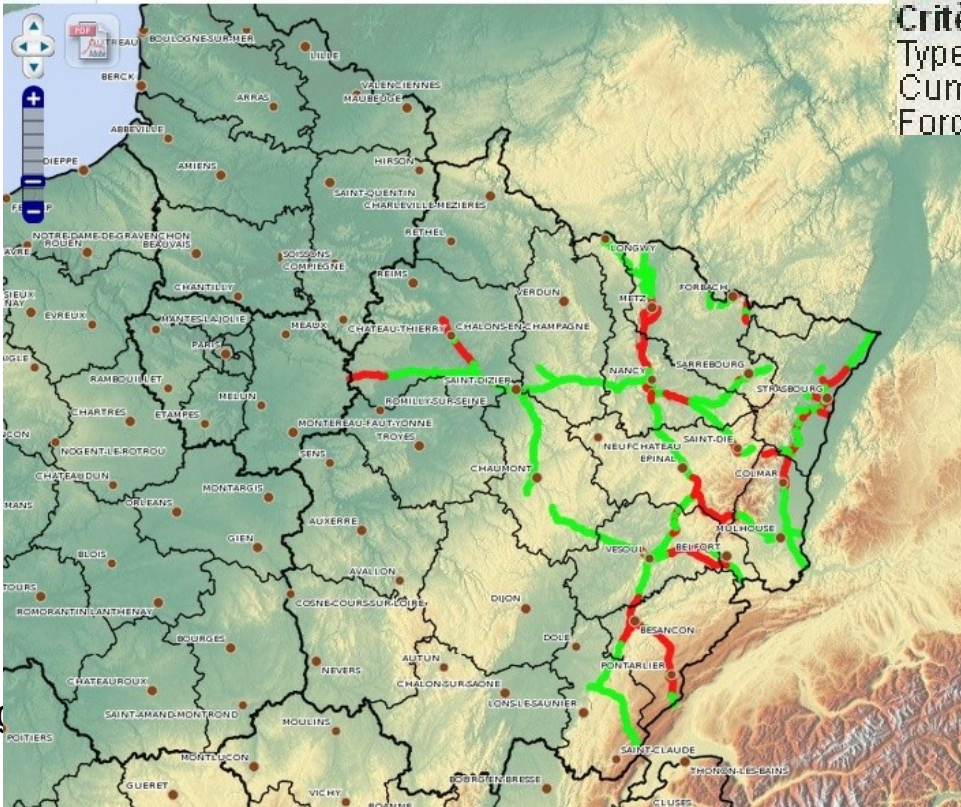 Critè
Type
Cum
Forc
PDF
Adobe
BOULOGNE-SUR-MER
LILLE
BERCK
VALENCIENNES
MAUBEUGE
ARRAS
ABBEVILLE
DIEPPE
AMIENS
HIRSON
SAINT-QUENTIN
CHARLEVILLE-MEZIERES
NOTRE-DAME-DE-GRAVENCHON
ROUEN
BEAUVAIS
RETHEL
LONGWY
SOISSONS
COMPIEGNE
REIMS
CHANTILLY
VERDUN
METZ
FORBACH
EVREUX
MANTES-LA-JOLIE
MEAUX
CHATEAU-THIERRY
CHALONS-EN-CHAMPAGNE
PARIS
NANCY
SARREBOURG
RAMBOUILLET
SAINT-DIZIER
STRASBOURG
MELUN
ROMILLY-SUR-SEINE
CHARTRES
ETAMPES
MONTEREAU-FAUT-YONNE
TROYES
NEUFCHATEAU
SAINT-DIE
NOGENT-LE-ROTROU
SENS
EPINAL
CHATEAUDUN
CHAUMONT
COLMAR
MONTARGIS
MANS
ORLEANS
AUXERRE
MULHOUSE
GIEN
BLOIS
VESOUL
BELFORT
AVALLON
TOURS
ROMORANTIN-LANTHENAY
COSNE-COURS-SUR-LOIRE
DIJON
BOURGES
DOLE
BESANCON
NEVERS
AUTUN
PONTARLIER
CHATEAUROUX
CHALON-SUR-SAONE
LONS-LE-SAUNIER
SAINT-AMAND-MONTROND
MOULINS
POITIERS
MONTLUCON
SAINT-CLAUDE
THONON-LES-BAINS
GUERET
BOURG-EN-BRESSE
VICHY
ROANNE
CLUSES